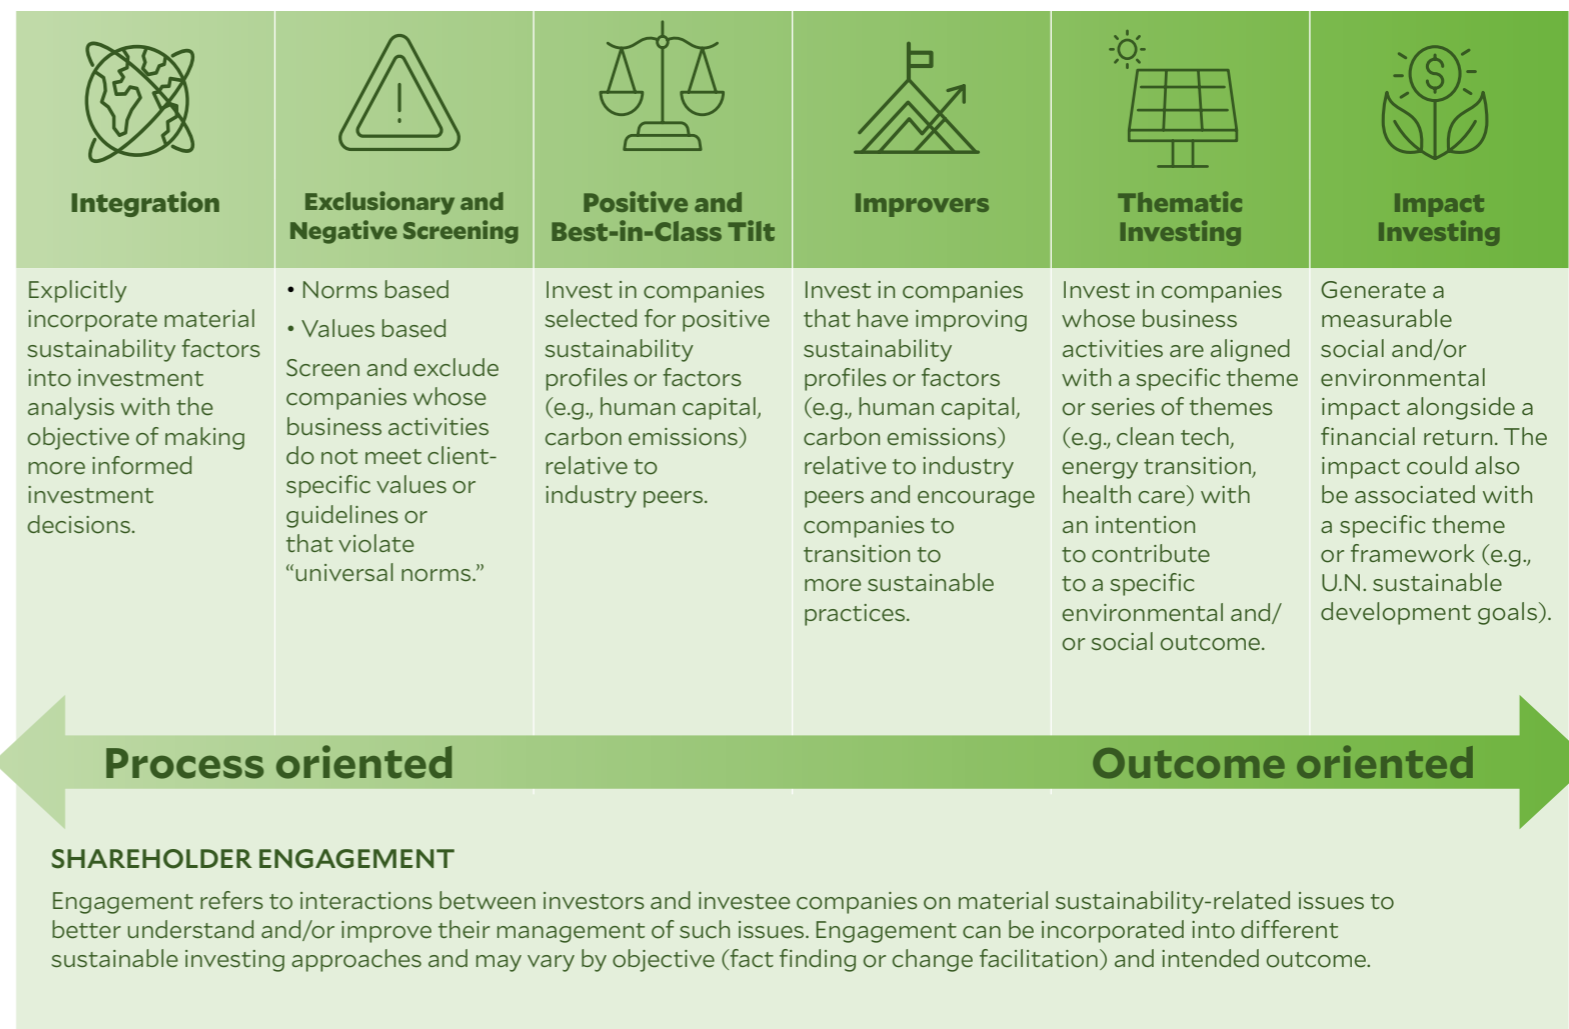 Integration
Explicitly
incorporate material
sustainability factors
into investment
analysis with the
objective of making
more informed
investment
decisions.
Exclusionary and
Negative Screening
• Norms based
• Values based
Screen and exclude
companies whose
business activities
do not meet client-
specific values or
guidelines or
that violate
“universal norms.”
Positive and
Best-in-Class Tilt
Invest in companies
selected for positive
sustainability
profiles or factors
(e.g., human capital,
carbon emissions)
relative to
industry peers.
Improvers
Invest in companies
that have improving
sustainability
profiles or factors
(e.g., human capital,
carbon emissions)
relative to industry
peers and encourage
companies to
transition to
more sustainable
practices.
Thematic
Investing
Invest in companies
whose business
activities are aligned
with a specific theme
or series of themes
(e.g., clean tech,
energy transition,
health care) with
an intention
to contribute
to a specific
environmental and/
or social outcome.
Impact
Investing
Generate a
measurable
social and/or
environmental
impact alongside a
financial return. The
impact could also
be associated with
a specific theme
or framework (e.g.,
U.N. sustainable
development goals).
Process oriented
Outcome oriented
SHAREHOLDER ENGAGEMENT
Engagement refers to interactions between investors and investee companies on material sustainability-related issues to
better understand and/or improve their management of such issues. Engagement can be incorporated into different
sustainable investing approaches and may vary by objective (fact finding or change facilitation) and intended outcome.